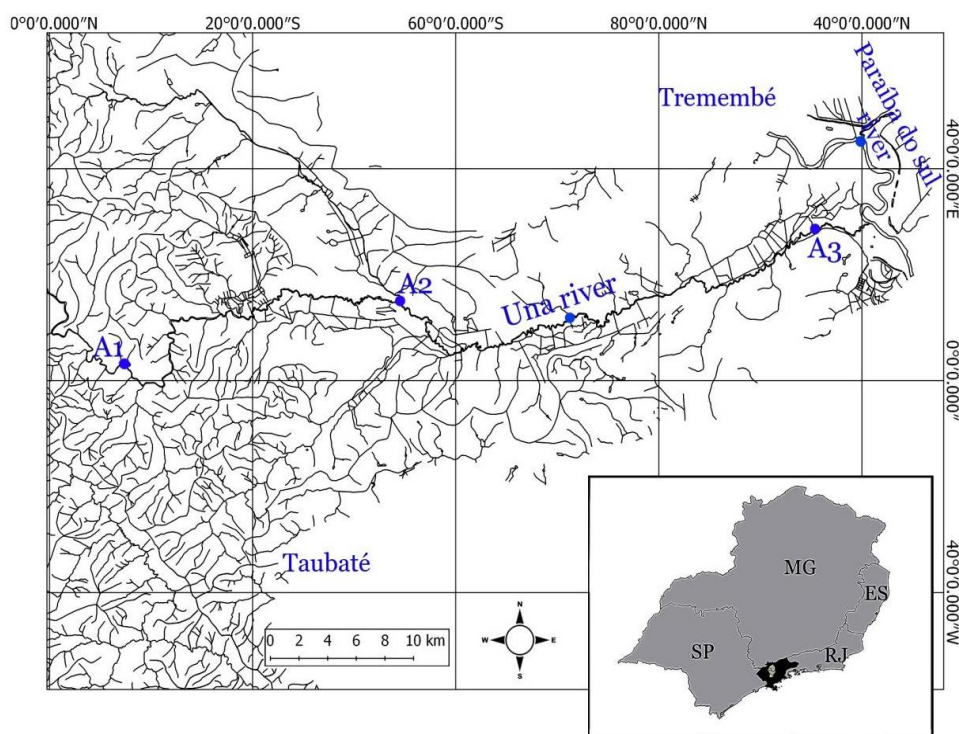 0°0'0.000"N 20°0'0.000"S 60°0'0.000"S 80°0'0.000"S 40°0'0.000"N
Tremembé
Paraíba do sul
river
40°0'0.000"E
A3
A2
Una river
A1
0°0'0.000"
Taubaté
40°0'0.000"W
N
W E
S
0 2 4 6 8 10 km
MG
ES
SP
RJ